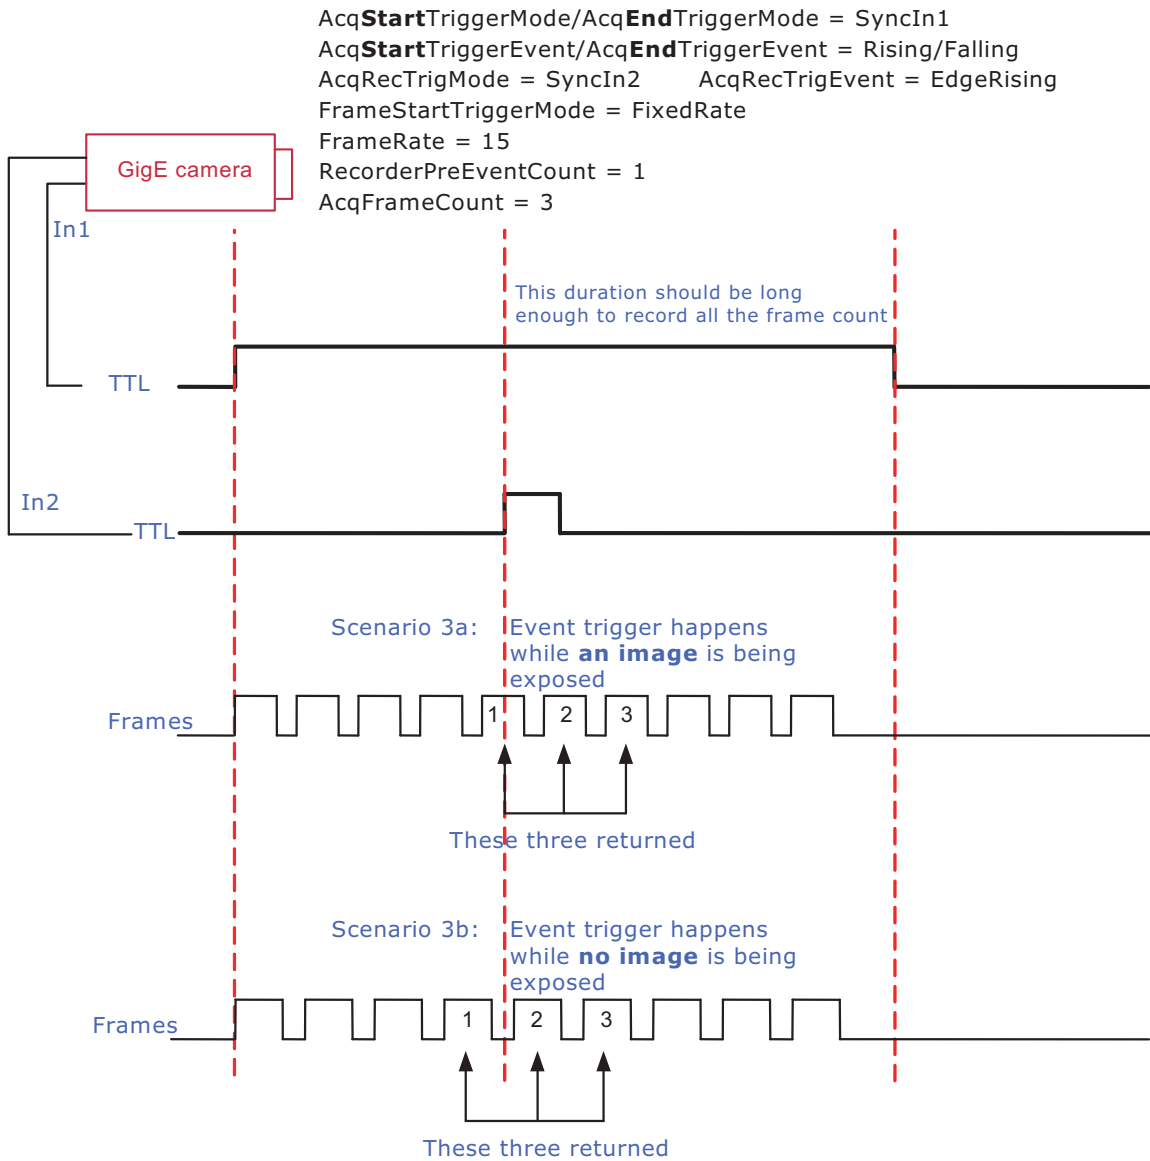 AcqStartTriggerMode/AcqEndTriggerMode = SyncIn1
AcqStartTriggerEvent/AcqEndTriggerEvent = Rising/Falling
AcqRecTrigMode = SyncIn2 AcqRecTrigEvent = EdgeRising
FrameStartTriggerMode = FixedRate
FrameRate = 15
RecorderPreEventCount = 1
AcqFrameCount = 3
GigE camera
In1
This duration should be long
enough to record all the frame count
TTL
In2
TTL
Scenario 3a: Event trigger happens
while an image is being
exposed
Frames
1 2 3
These three returned
Scenario 3b: Event trigger happens
while no image is being
exposed
Frames
1 2 3
These three returned